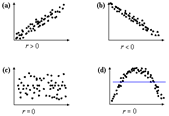 (a) (b)
r > 0 r < 0
(c) (d)
r = 0 r = 0